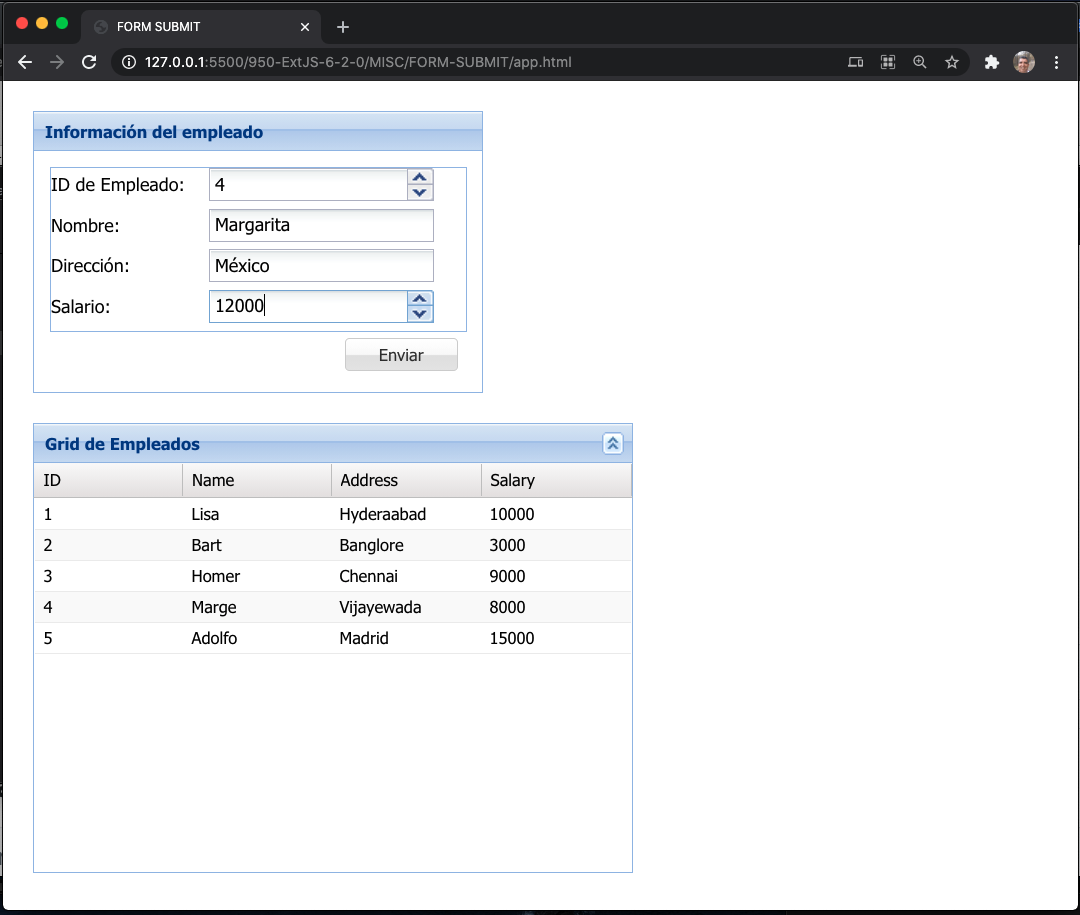 FORM SUBMIT
127.0.0.1:5500/950-ExtJS-6-2-0/MISC/FORM-SUBMIT/app.html
Información del empleado
ID de Empleado: 4
Nombre: Margarita
Dirección: México
Salario: 12000
Enviar
Grid de Empleados
ID Name Address Salary
1 Lisa Hyderaabad 10000
2 Bart Banglore 3000
3 Homer Chennai 9000
4 Marge Vijayewada 8000
5 Adolfo Madrid 15000